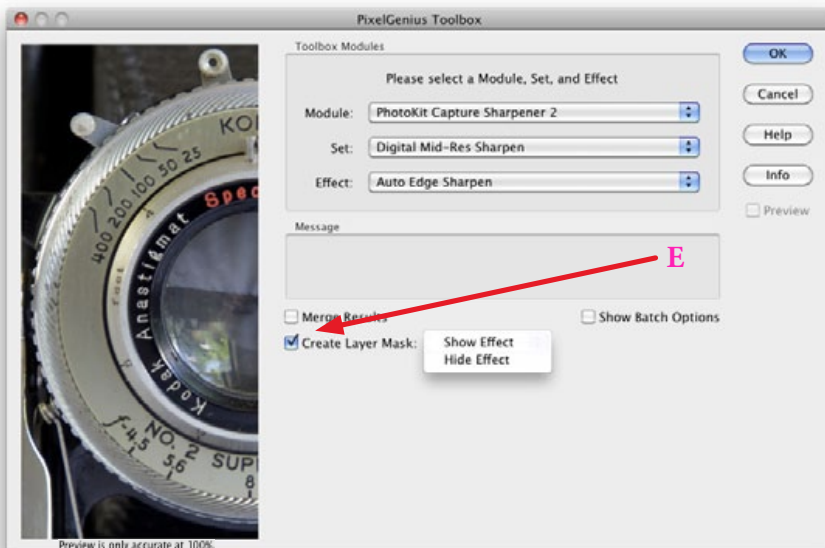 PixelGenius Toolbox
Toolbox Modules
Please select a Module, Set, and Effect
Module: PhotoKit Capture Sharpener 2
Set: Digital Mid-Res Sharpen
Effect: Auto Edge Sharpen
OK
Cancel
Help
Info
Preview
Message
E
Merge Results
Show Batch Options
Create Layer Mask: Show Effect
Hide Effect
KO
400 200 100 50 25
foot
Spec
Kodak Anastigmat
f-4.5 5.6 8
NO. 2 SUP
Preview is only accurate at 100%.